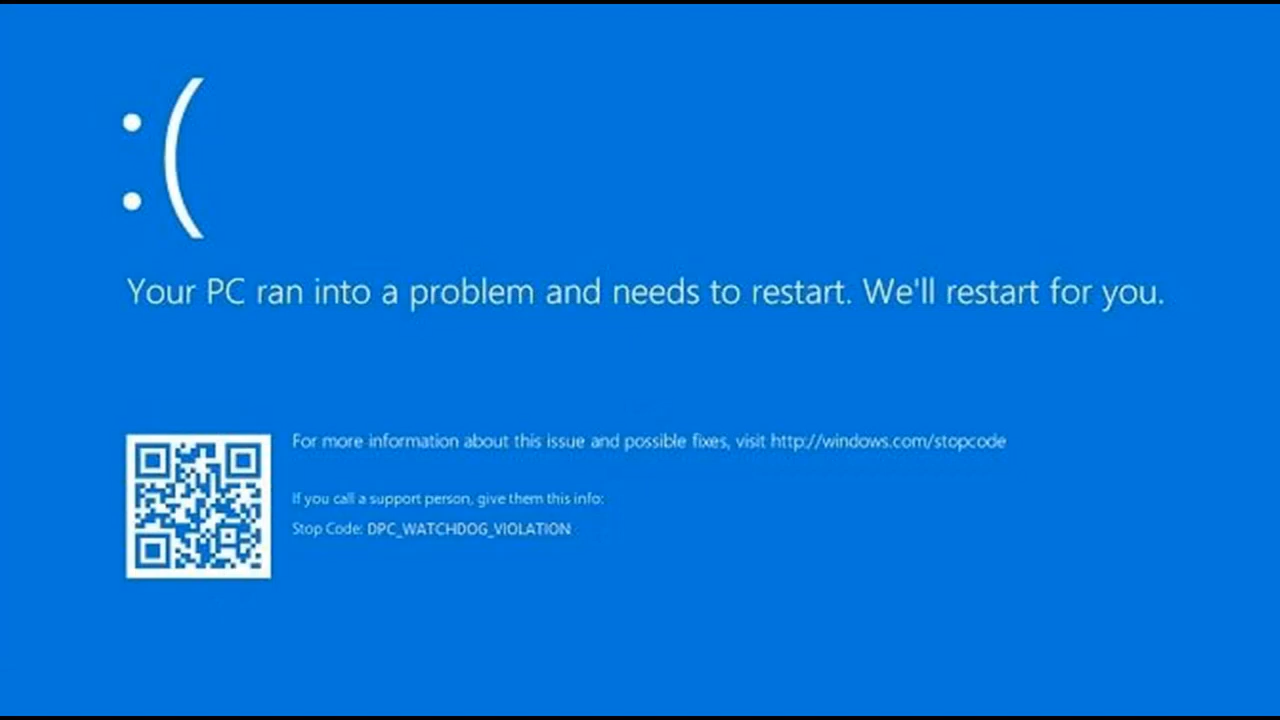 :(
Your PC ran into a problem and needs to restart. We'll restart for you.
For more information about this issue and possible fixes, visit http://windows.com/stopcode
If you call a support person, give them this info:
Stop Code: DPC_WATCHDOG_VIOLATION